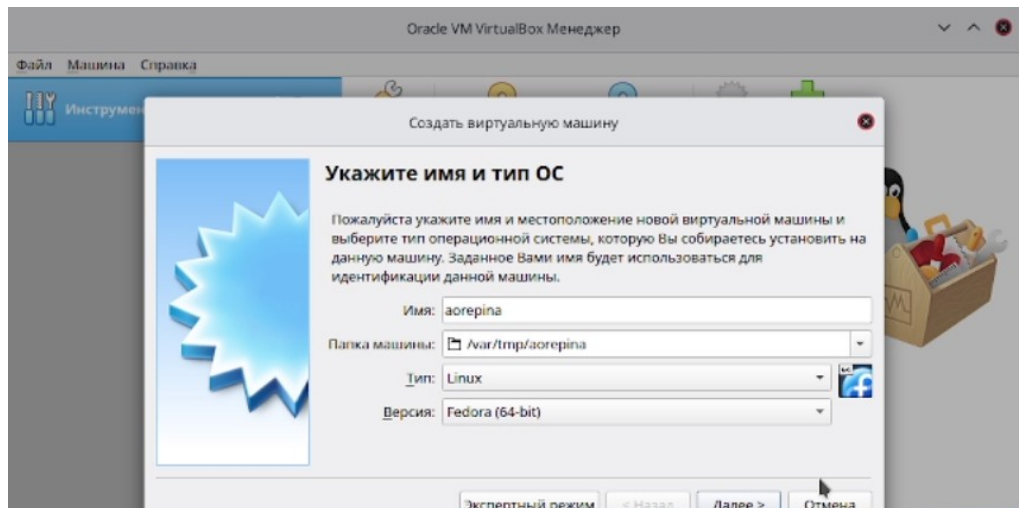 Oracle VM VirtualBox Менеджер
Файл Машина Справка
Инструмен
Создать виртуальную машину
Укажите имя и тип ОС
Пожалуйста укажите имя и местоположение новой виртуальной машины и
выберите тип операционной системы, которую Вы собираетесь установить на
данную машину. Заданное Вами имя будет использоваться для
идентификации данной машины.
Имя: aorepina
Папка машины: /var/tmp/aorepina
Тип: Linux
Версия: Fedora (64-bit)
Экспертный режим < Назад Далее > Отмена